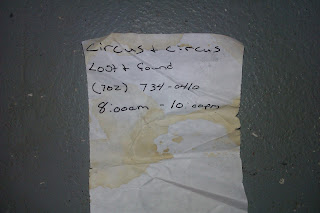 Circus & Circus
Lost & found
(702) 734-0410
8:00am - 10:00pm